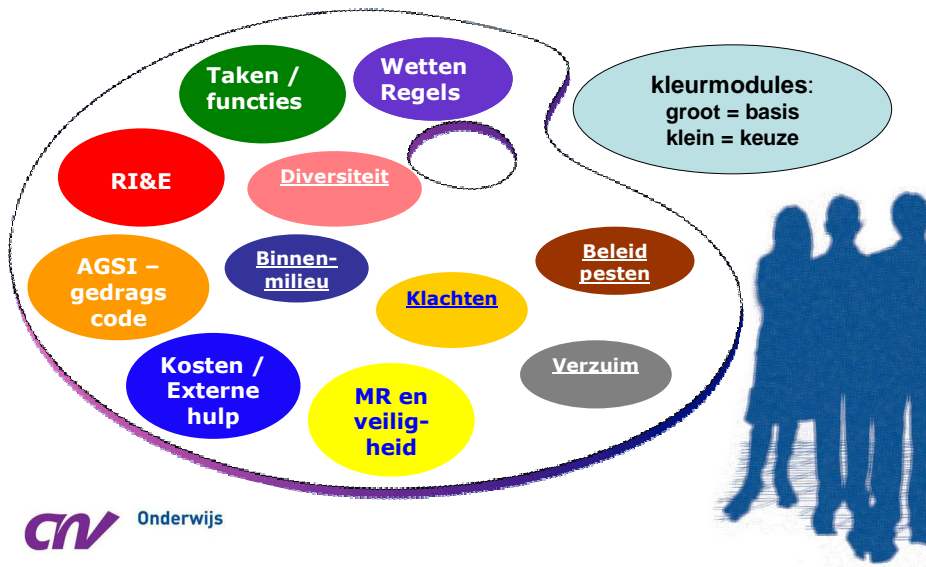 Taken /
functies
Wetten
Regels
kleurmodules:
groot = basis
klein = keuze
RI&E
Diversiteit
AGSI –
gedrags
code
Binnen-
milieu
Klachten
Beleid
pesten
Kosten /
Externe
hulp
MR en
veilig-
heid
Verzuim
cnv Onderwijs